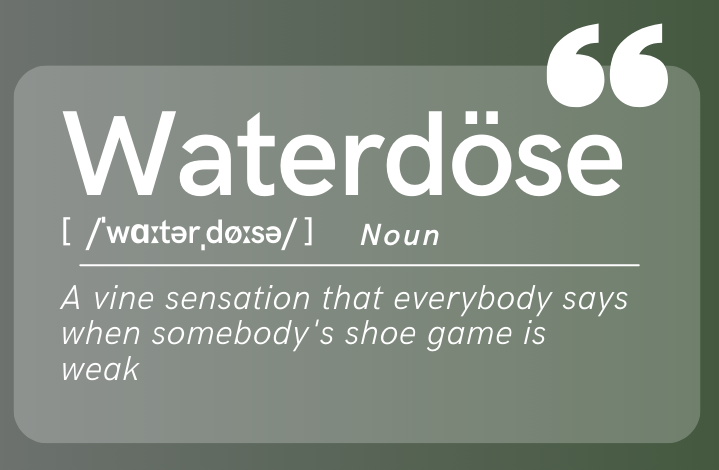 “
Waterdöse
[ /ˈwɑːtərˌdøːsə/ ] Noun
A vine sensation that everybody says
when somebody's shoe game is
weak